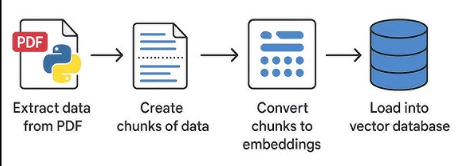 PDF
Extract data
from PDF
Create
chunks of data
Convert
chunks to
embeddings
Load into
vector database